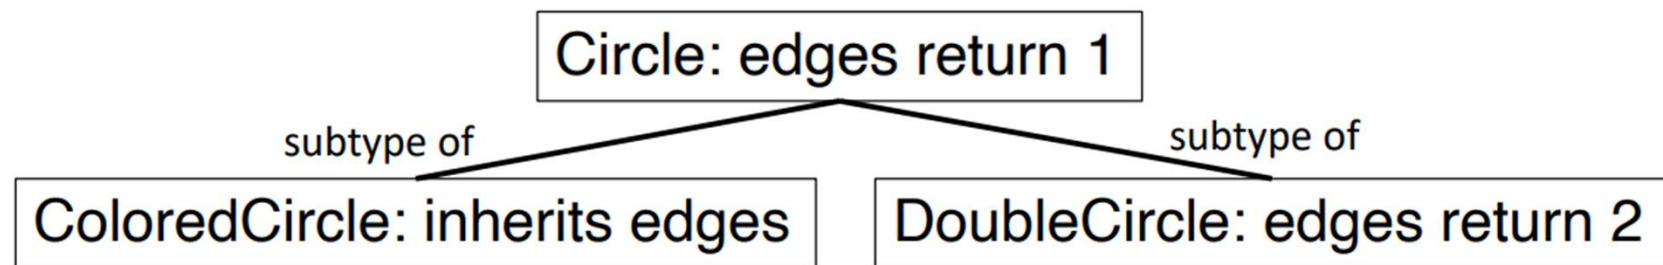 Circle: edges return 1
subtype of
subtype of
ColoredCircle: inherits edges
DoubleCircle: edges return 2